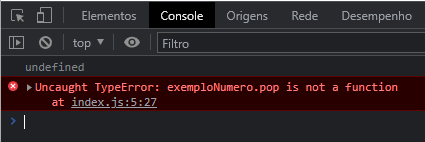 Elementos Console Origens Rede Desempenho
top Filtro
undefined
Uncaught TypeError: exemploNumero.pop is not a function
at index.js:5:27